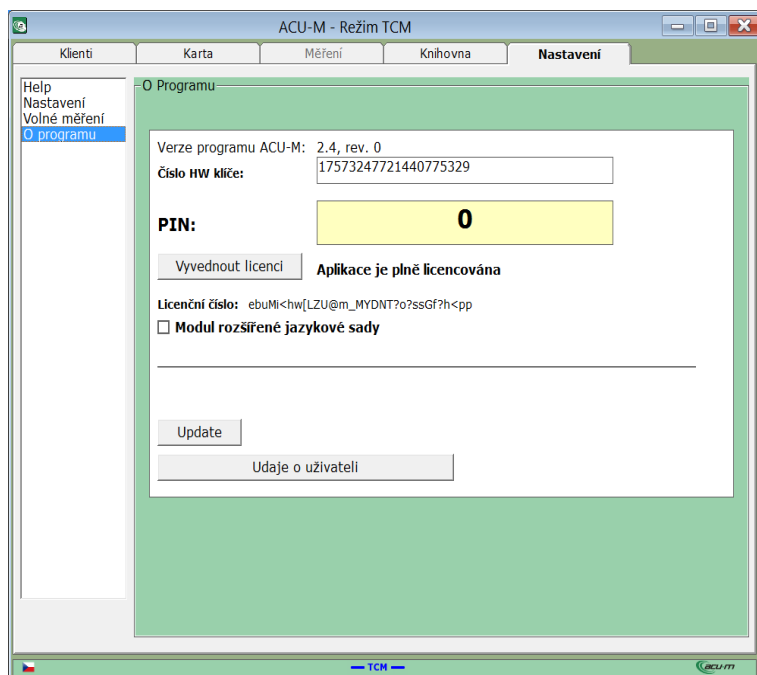 ACU-M - Režim TCM
Klienti Karta Měření Knihovna Nastavení
Help
Nastavení
Volné měření
O programu
O Programu
Verze programu ACU-M: 2.4, rev. 0
Číslo HW klíče: 17573247721440775329
PIN: 0
Vyvednout licenci Aplikace je plně licencována
Licenční číslo: ebuMi<hw[LZU@m_MYDNT?o?ssGf?h<pp
Modul rozšířené jazykové sady
Update
Udaje o uživateli
TCM
acu-m